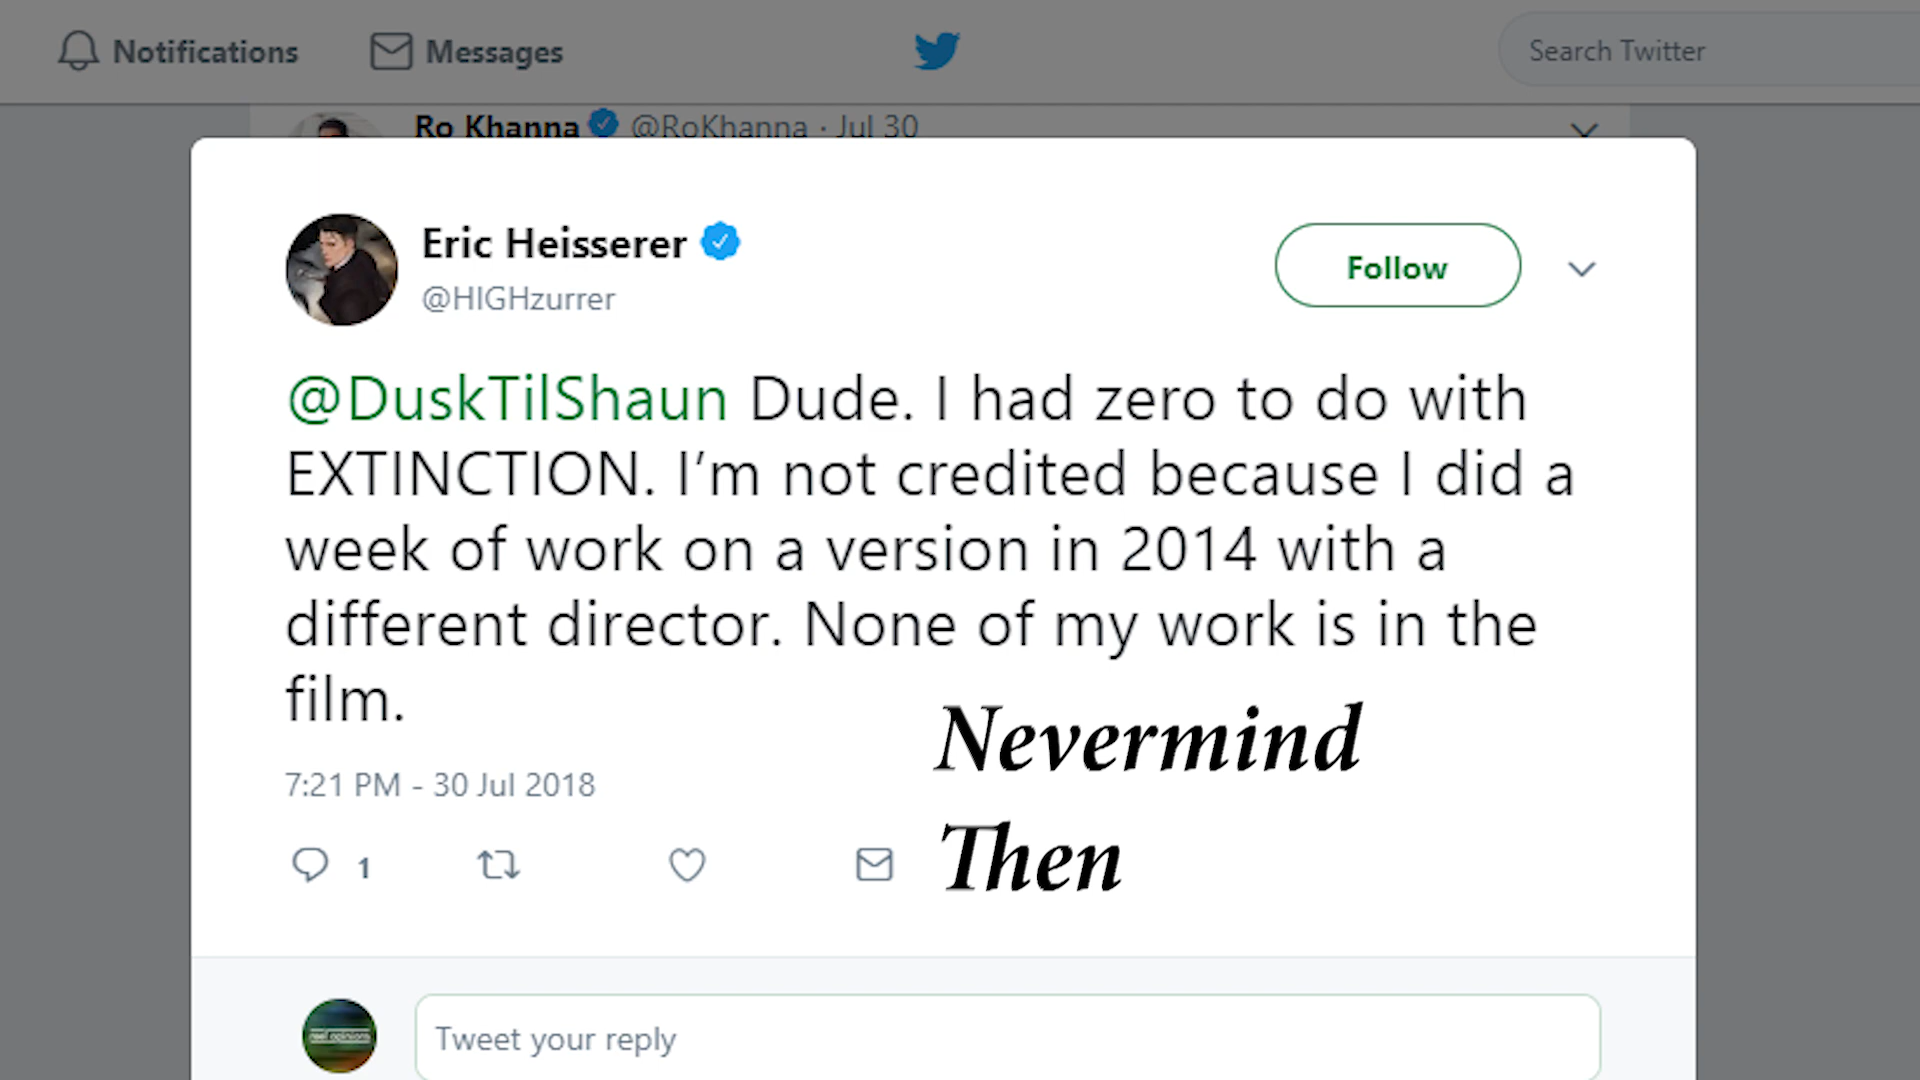 Notifications Messages Search Twitter
Ro Khanna @RoKhanna · Jul 30
Eric Heisserer
@HIGHzurrer
Follow
@DuskTilShaun Dude. I had zero to do with
EXTINCTION. I’m not credited because I did a
week of work on a version in 2014 with a
different director. None of my work is in the
film.
Nevermind
Then
7:21 PM - 30 Jul 2018
1
reel opinions
Tweet your reply